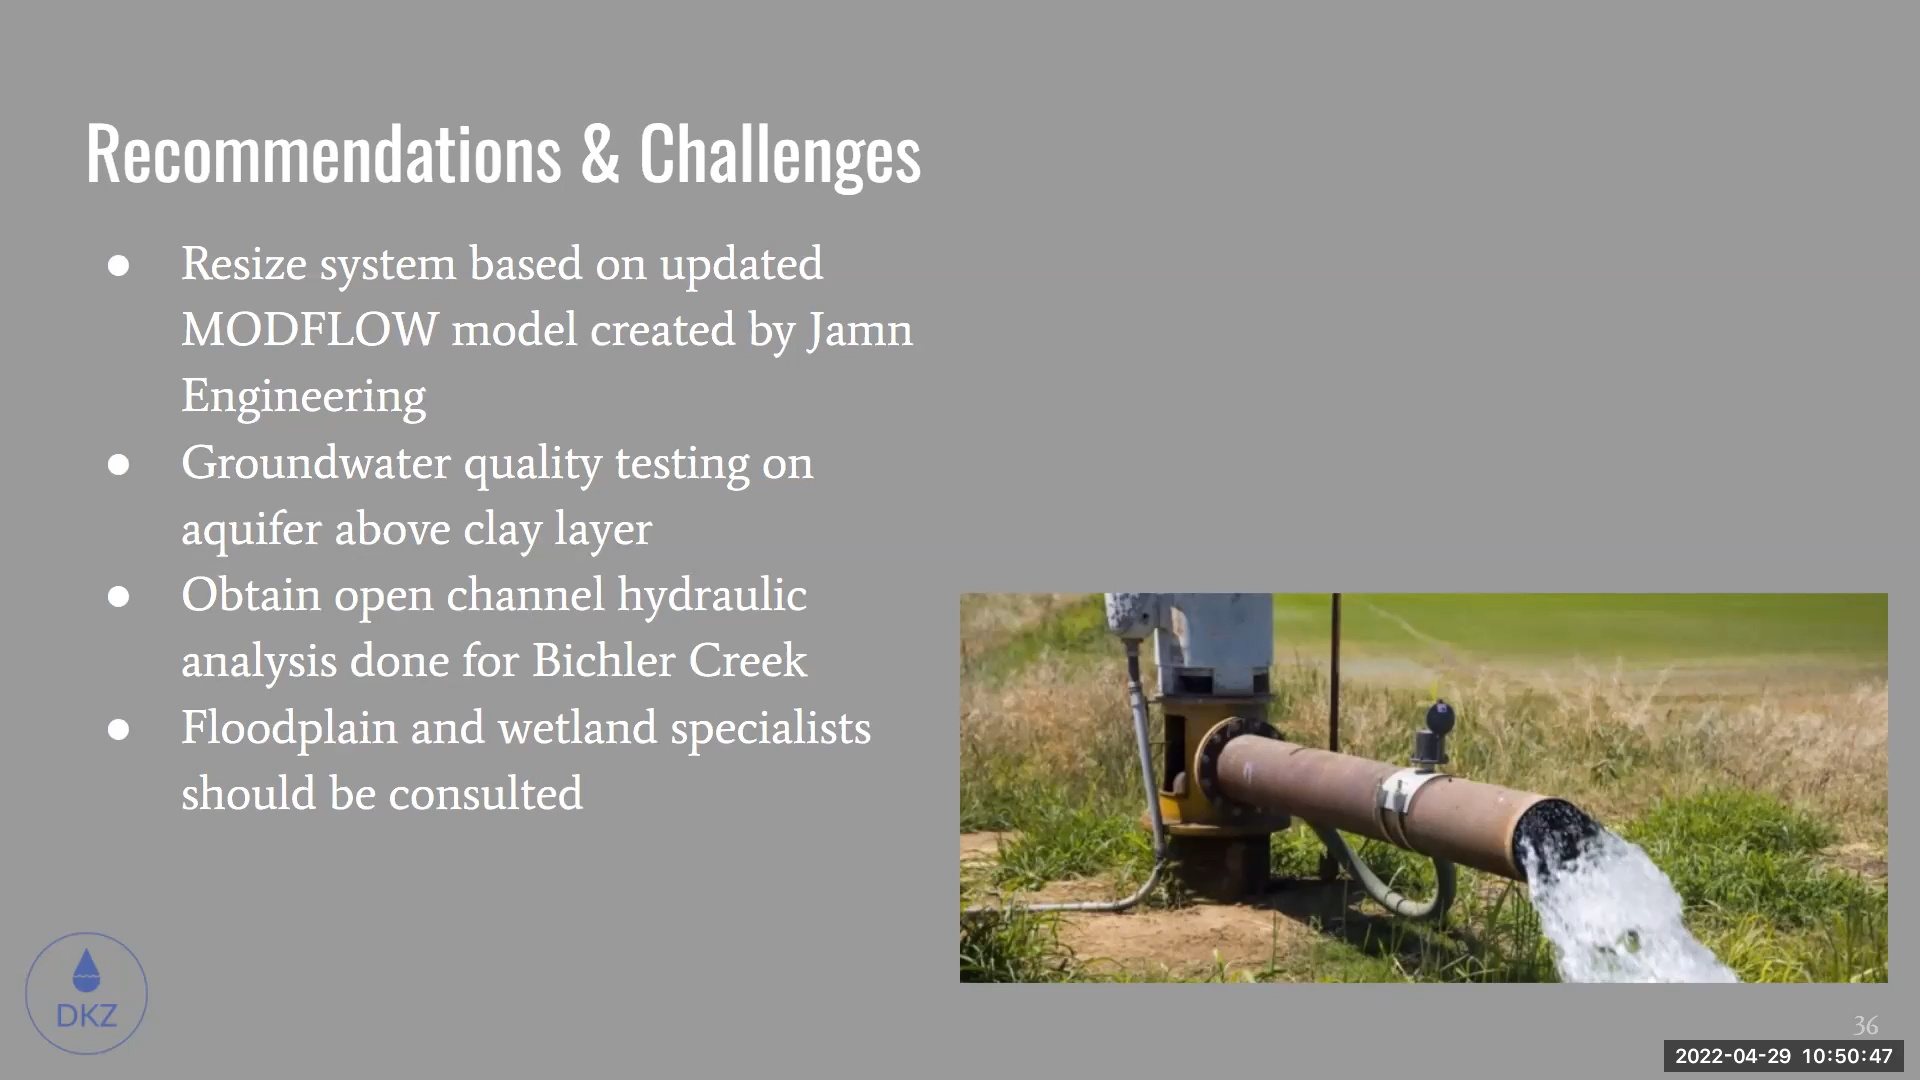 Recommendations & Challenges
● Resize system based on updated
MODFLOW model created by Jamn
Engineering
● Groundwater quality testing on
aquifer above clay layer
● Obtain open channel hydraulic
analysis done for Bichler Creek
● Floodplain and wetland specialists
should be consulted
DKZ
36
2022-04-29 10:50:47